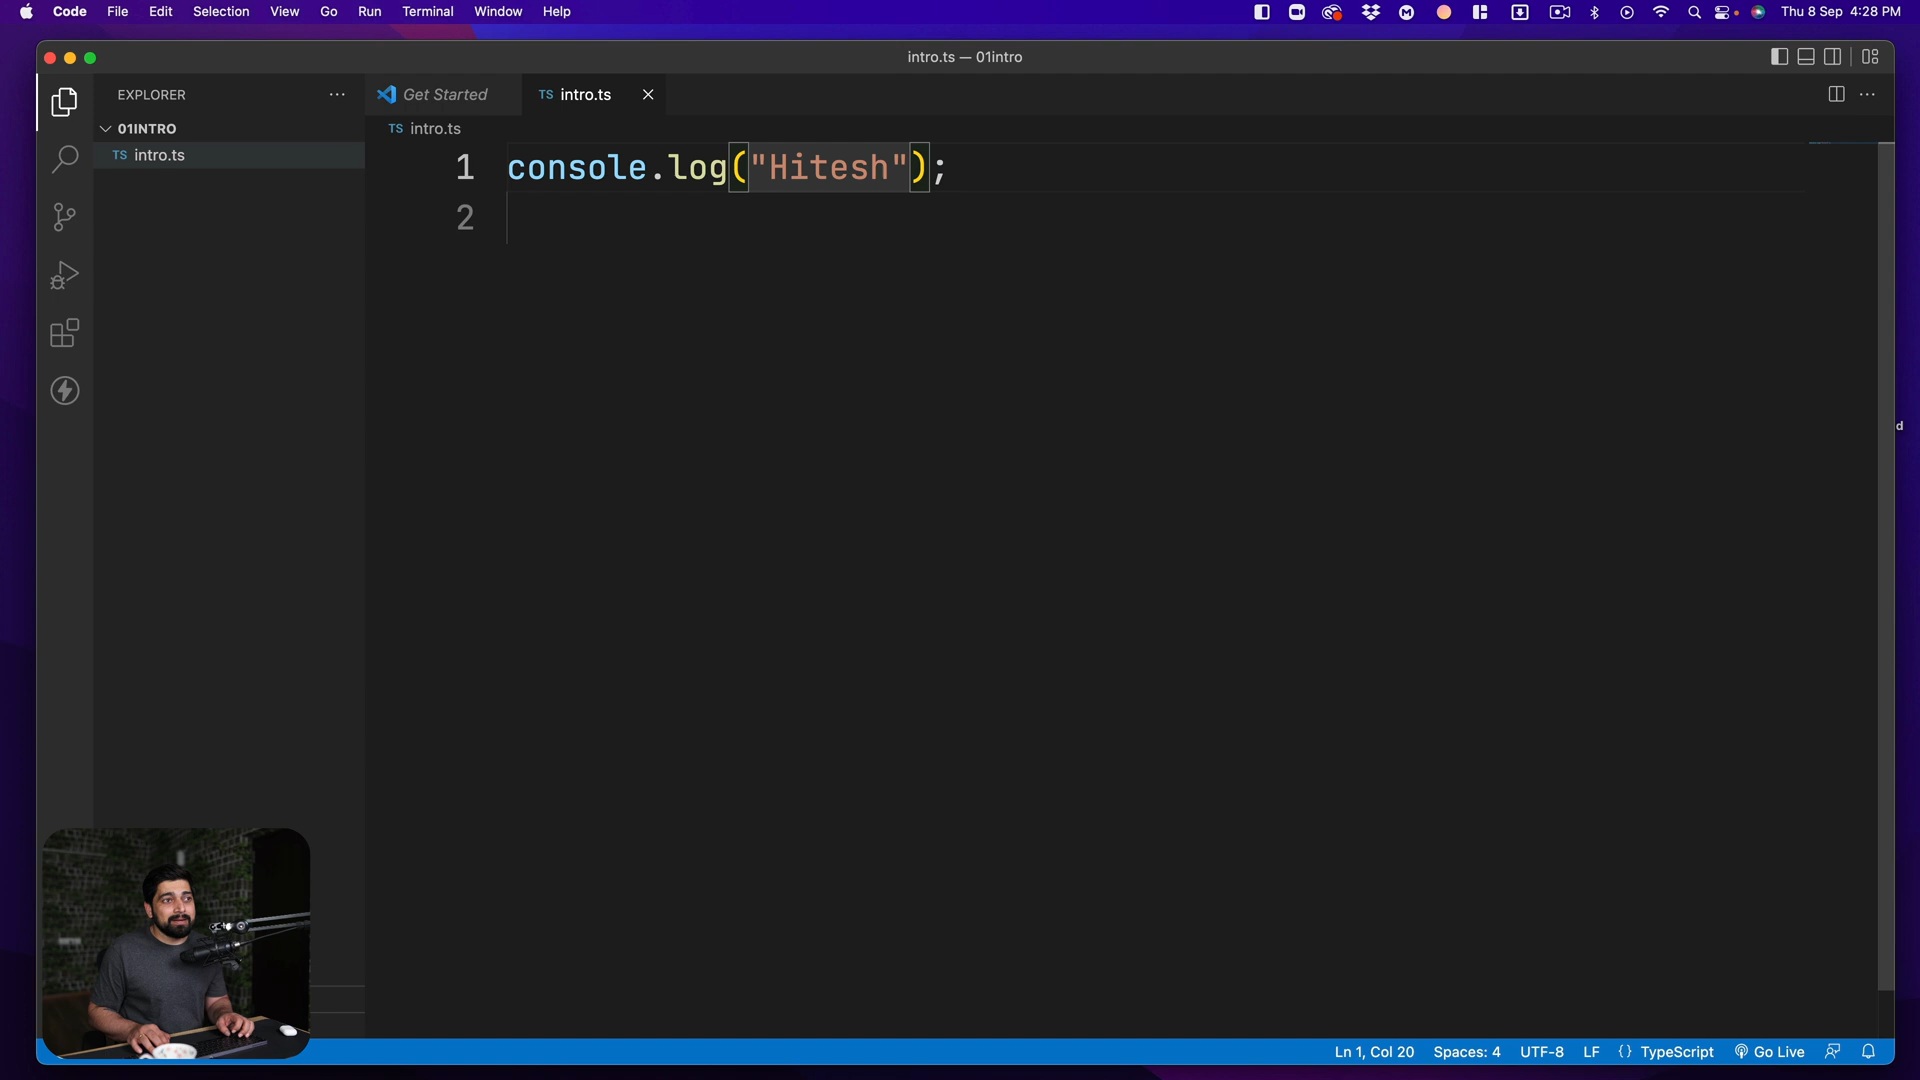 Code File Edit Selection View Go Run Terminal Window Help Thu 8 Sep 4:28 PM
intro.ts — 01intro
EXPLORER
Get Started
TS intro.ts
01INTRO
TS intro.ts
TS intro.ts
1 console.log("Hitesh");
2
d
Ln 1, Col 20 Spaces: 4 UTF-8 LF {} TypeScript Go Live